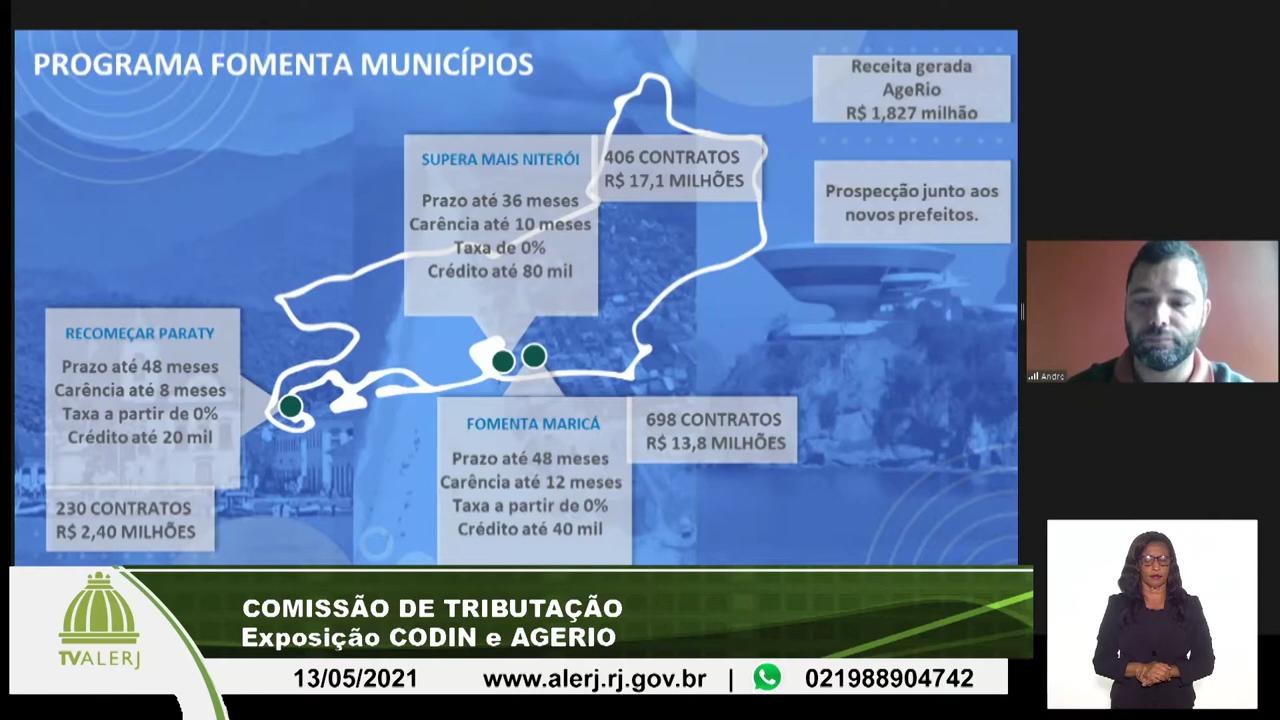 PROGRAMA FOMENTA MUNICÍPIOS
Receita gerada
AgeRio
R$ 1,827 milhão
Prospecção junto aos
novos prefeitos.
SUPERA MAIS NITERÓI
Prazo até 36 meses
Carência até 10 meses
Taxa de 0%
Crédito até 80 mil
406 CONTRATOS
R$ 17,1 MILHÕES
RECOMEÇAR PARATY
Prazo até 48 meses
Carência até 8 meses
Taxa a partir de 0%
Crédito até 20 mil
230 CONTRATOS
R$ 2,40 MILHÕES
FOMENTA MARICÁ
Prazo até 48 meses
Carência até 12 meses
Taxa a partir de 0%
Crédito até 40 mil
698 CONTRATOS
R$ 13,8 MILHÕES
Andre
COMISSÃO DE TRIBUTAÇÃO
Exposição CODIN e AGERIO
TVALERJ
13/05/2021 www.alerj.rj.gov.br | 021988904742